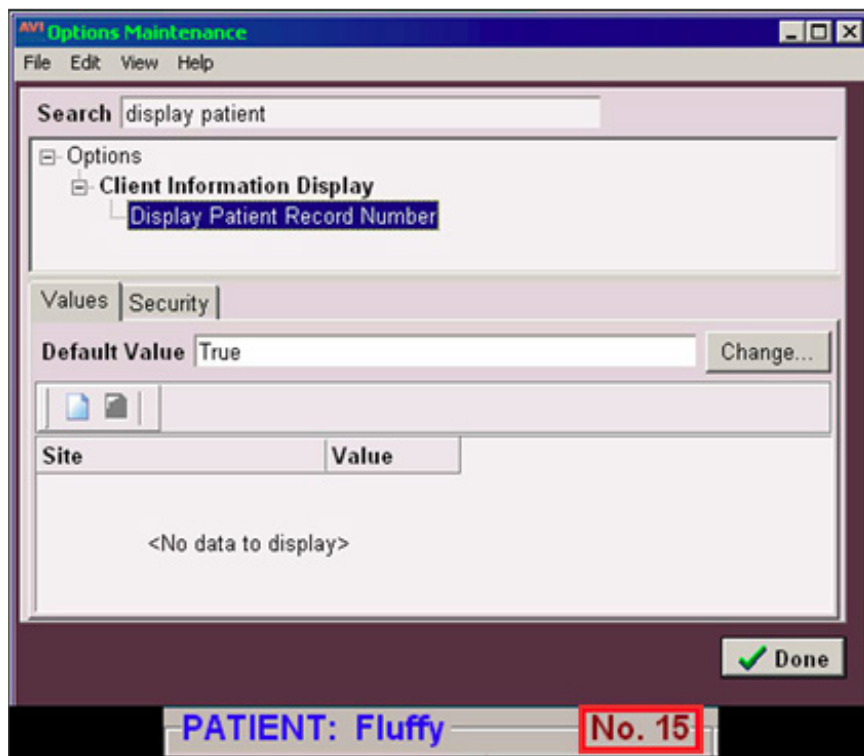 AVI Options Maintenance
File Edit View Help
Search display patient
Options
Client Information Display
Display Patient Record Number
Values Security
Default Value True Change...
Site Value
<No data to display>
Done
PATIENT: Fluffy No. 15